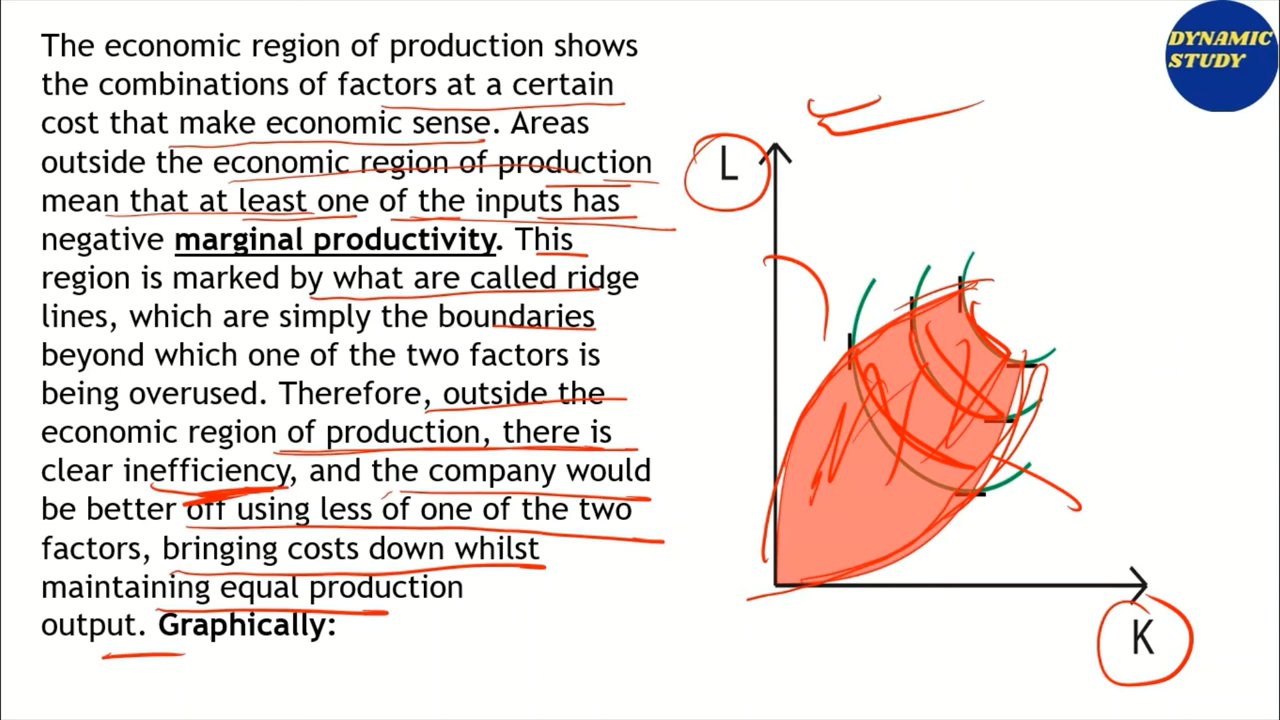 The economic region of production shows
the combinations of factors at a certain
cost that make economic sense. Areas
outside the economic region of production
mean that at least one of the inputs has
negative marginal productivity. This
region is marked by what are called ridge
lines, which are simply the boundaries
beyond which one of the two factors is
being overused. Therefore, outside the
economic region of production, there is
clear inefficiency, and the company would
be better off using less of one of the two
factors, bringing costs down whilst
maintaining equal production
output. Graphically:
DYNAMIC
STUDY
L
K